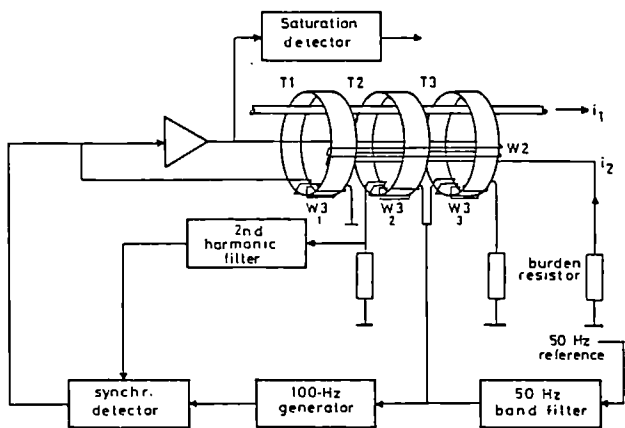 Saturation
detector
T1 T2 T3
i1
W2
i2
W3
1
W3
2
W3
3
2nd
harmonic
filter
burden
resistor
50 Hz
reference
synchr.
detector
100-Hz
generator
50 Hz
band filter